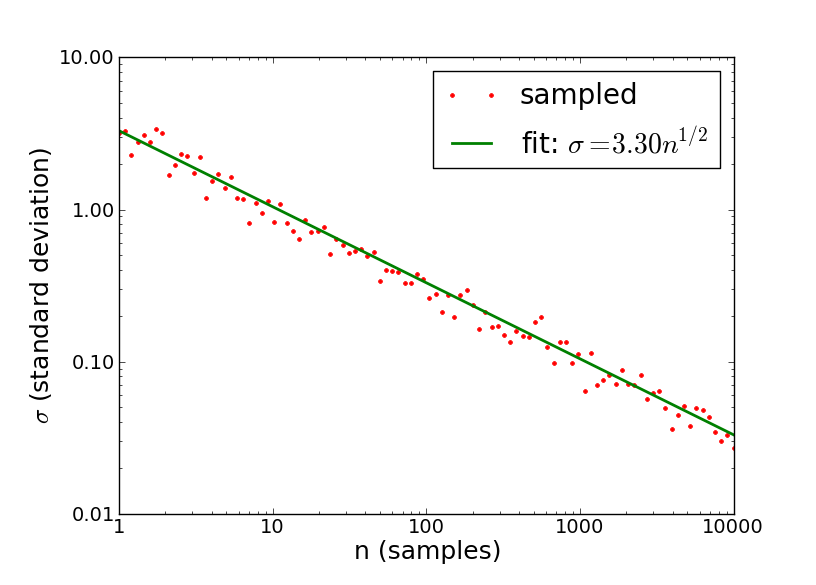 10.00
1.00
0.10
0.01
σ (standard deviation)
sampled
fit: σ=3.30n^{1/2}
1 10 100 1000 10000
n (samples)